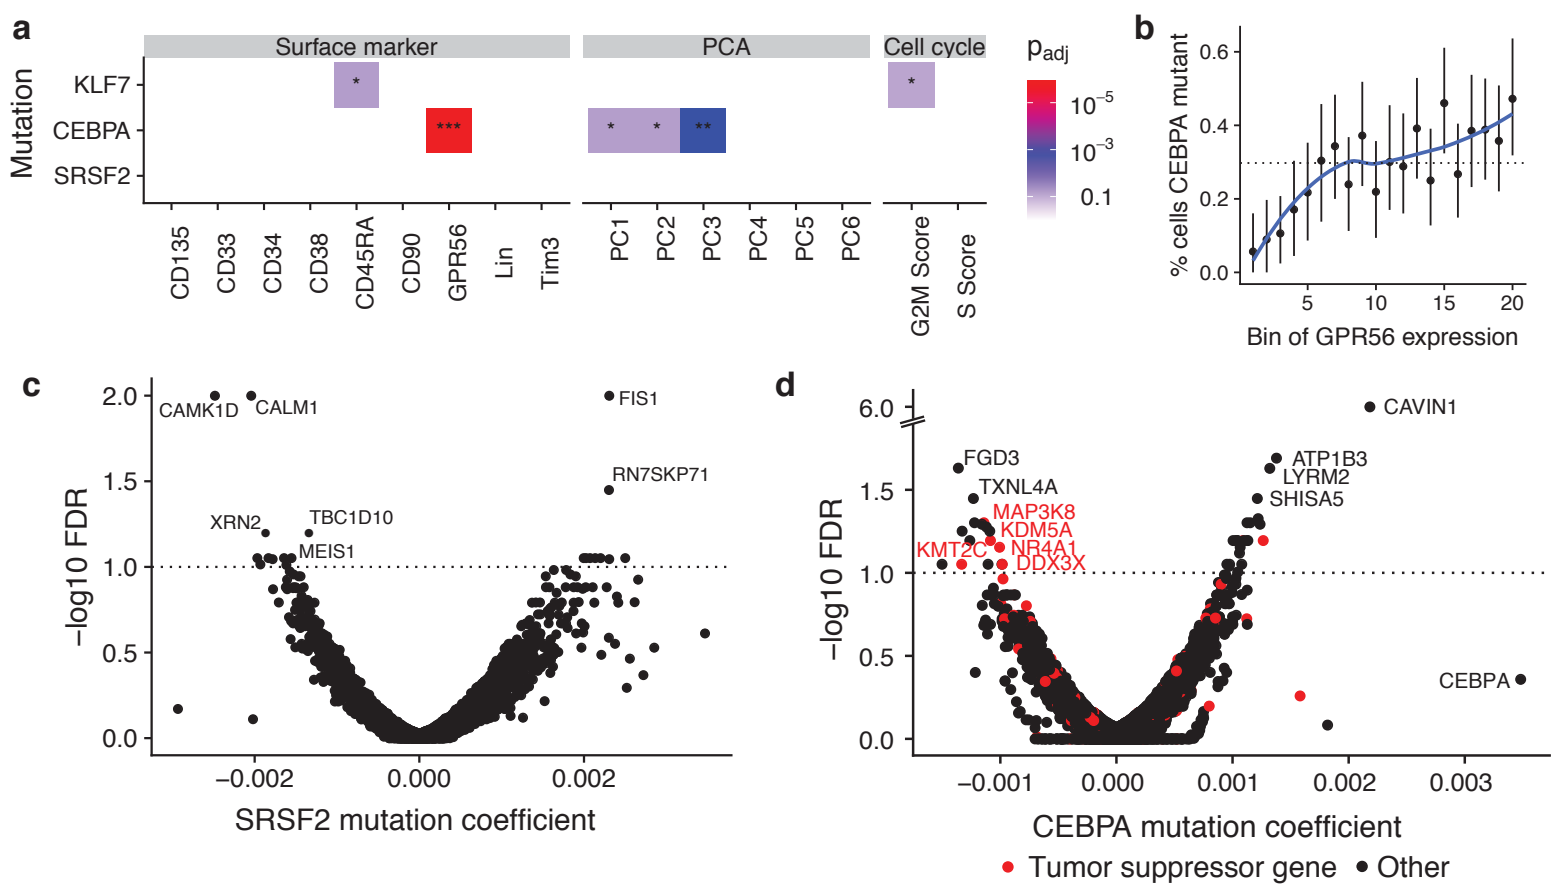 a
Surface marker
PCA
Cell cycle
Mutation
KLF7
CEBPA
SRSF2
*
*
***
*
*
**
CD135
CD33
CD34
CD38
CD45RA
CD90
GPR56
Lin
Tim3
PC1
PC2
PC3
PC4
PC5
PC6
G2M Score
S Score
padj
10−5
10−3
0.1
b
% cells CEBPA mutant
0.6
0.4
0.2
0.0
5
10
15
20
Bin of GPR56 expression
c
−log10 FDR
2.0
1.5
1.0
0.5
0.0
CAMK1D
CALM1
FIS1
RN7SKP71
XRN2
TBC1D10
MEIS1
−0.002
0.000
0.002
SRSF2 mutation coefficient
d
−log10 FDR
6.0
1.5
1.0
0.5
0.0
CAVIN1
FGD3
ATP1B3
LYRM2
TXNL4A
SHISA5
MAP3K8
KDM5A
KMT2C
NR4A1
DDX3X
CEBPA
−0.001
0.000
0.001
0.002
0.003
CEBPA mutation coefficient
Tumor suppressor gene
Other